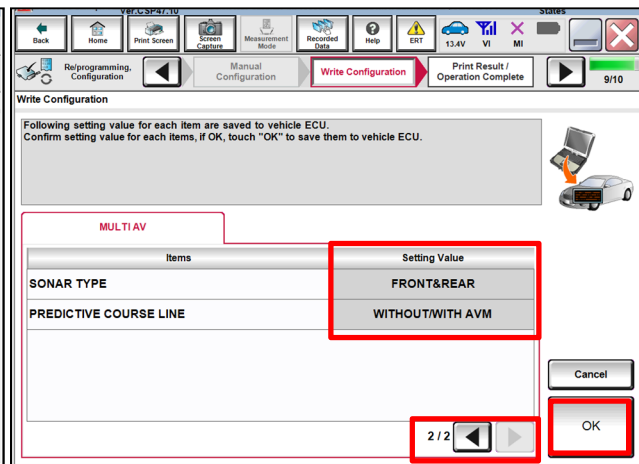 Ver.CSP47.10
States
Back
Home
Print Screen
Screen
Capture
Measurement
Mode
Recorded
Data
Help
ERT
13.4V
VI
MI
Re/programming,
Configuration
Manual
Configuration
Write Configuration
Print Result /
Operation Complete
9/10
Write Configuration
Following setting value for each item are saved to vehicle ECU.
Confirm setting value for each items, if OK, touch "OK" to save them to vehicle ECU.
MULTI AV
Items
Setting Value
SONAR TYPE
FRONT&REAR
PREDICTIVE COURSE LINE
WITHOUT/WITH AVM
Cancel
2/2
OK